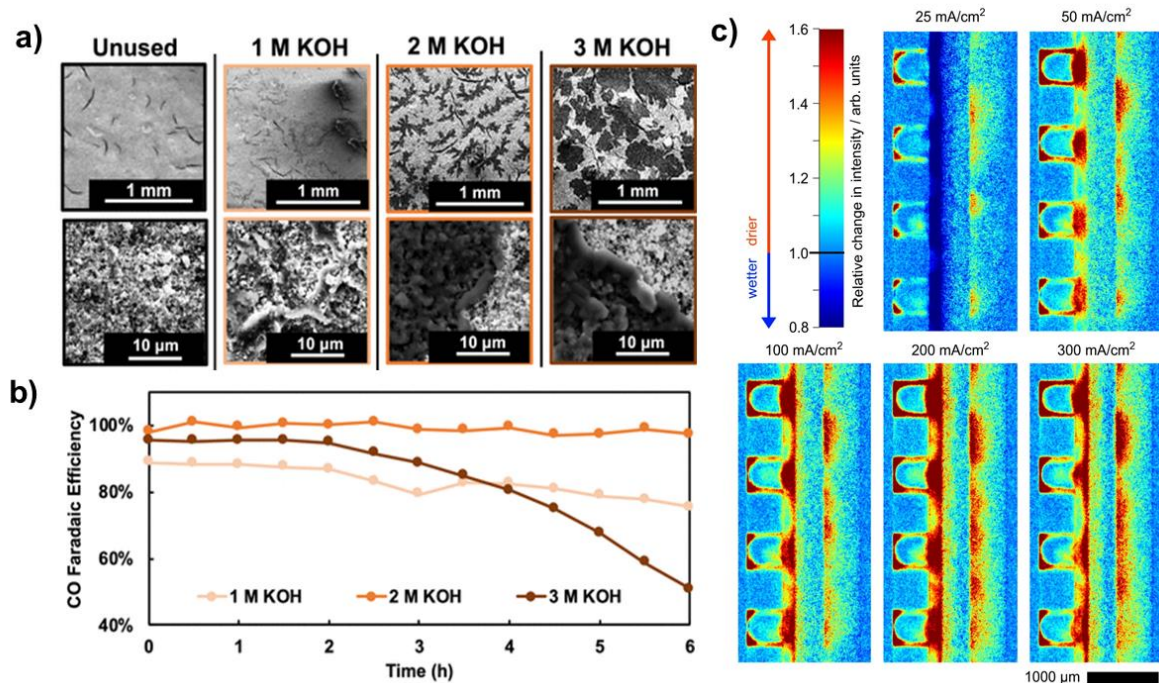 a)
Unused
1 M KOH
2 M KOH
3 M KOH
1 mm
1 mm
1 mm
1 mm
10 µm
10 µm
10 µm
10 µm
b)
CO Faradaic Efficiency
100%
80%
60%
40%
1 M KOH
2 M KOH
3 M KOH
0
1
2
3
4
5
6
Time (h)
c)
drier
wetter
1.6
1.4
1.2
1.0
0.8
Relative change in intensity / arb. units
25 mA/cm²
50 mA/cm²
100 mA/cm²
200 mA/cm²
300 mA/cm²
1000 µm